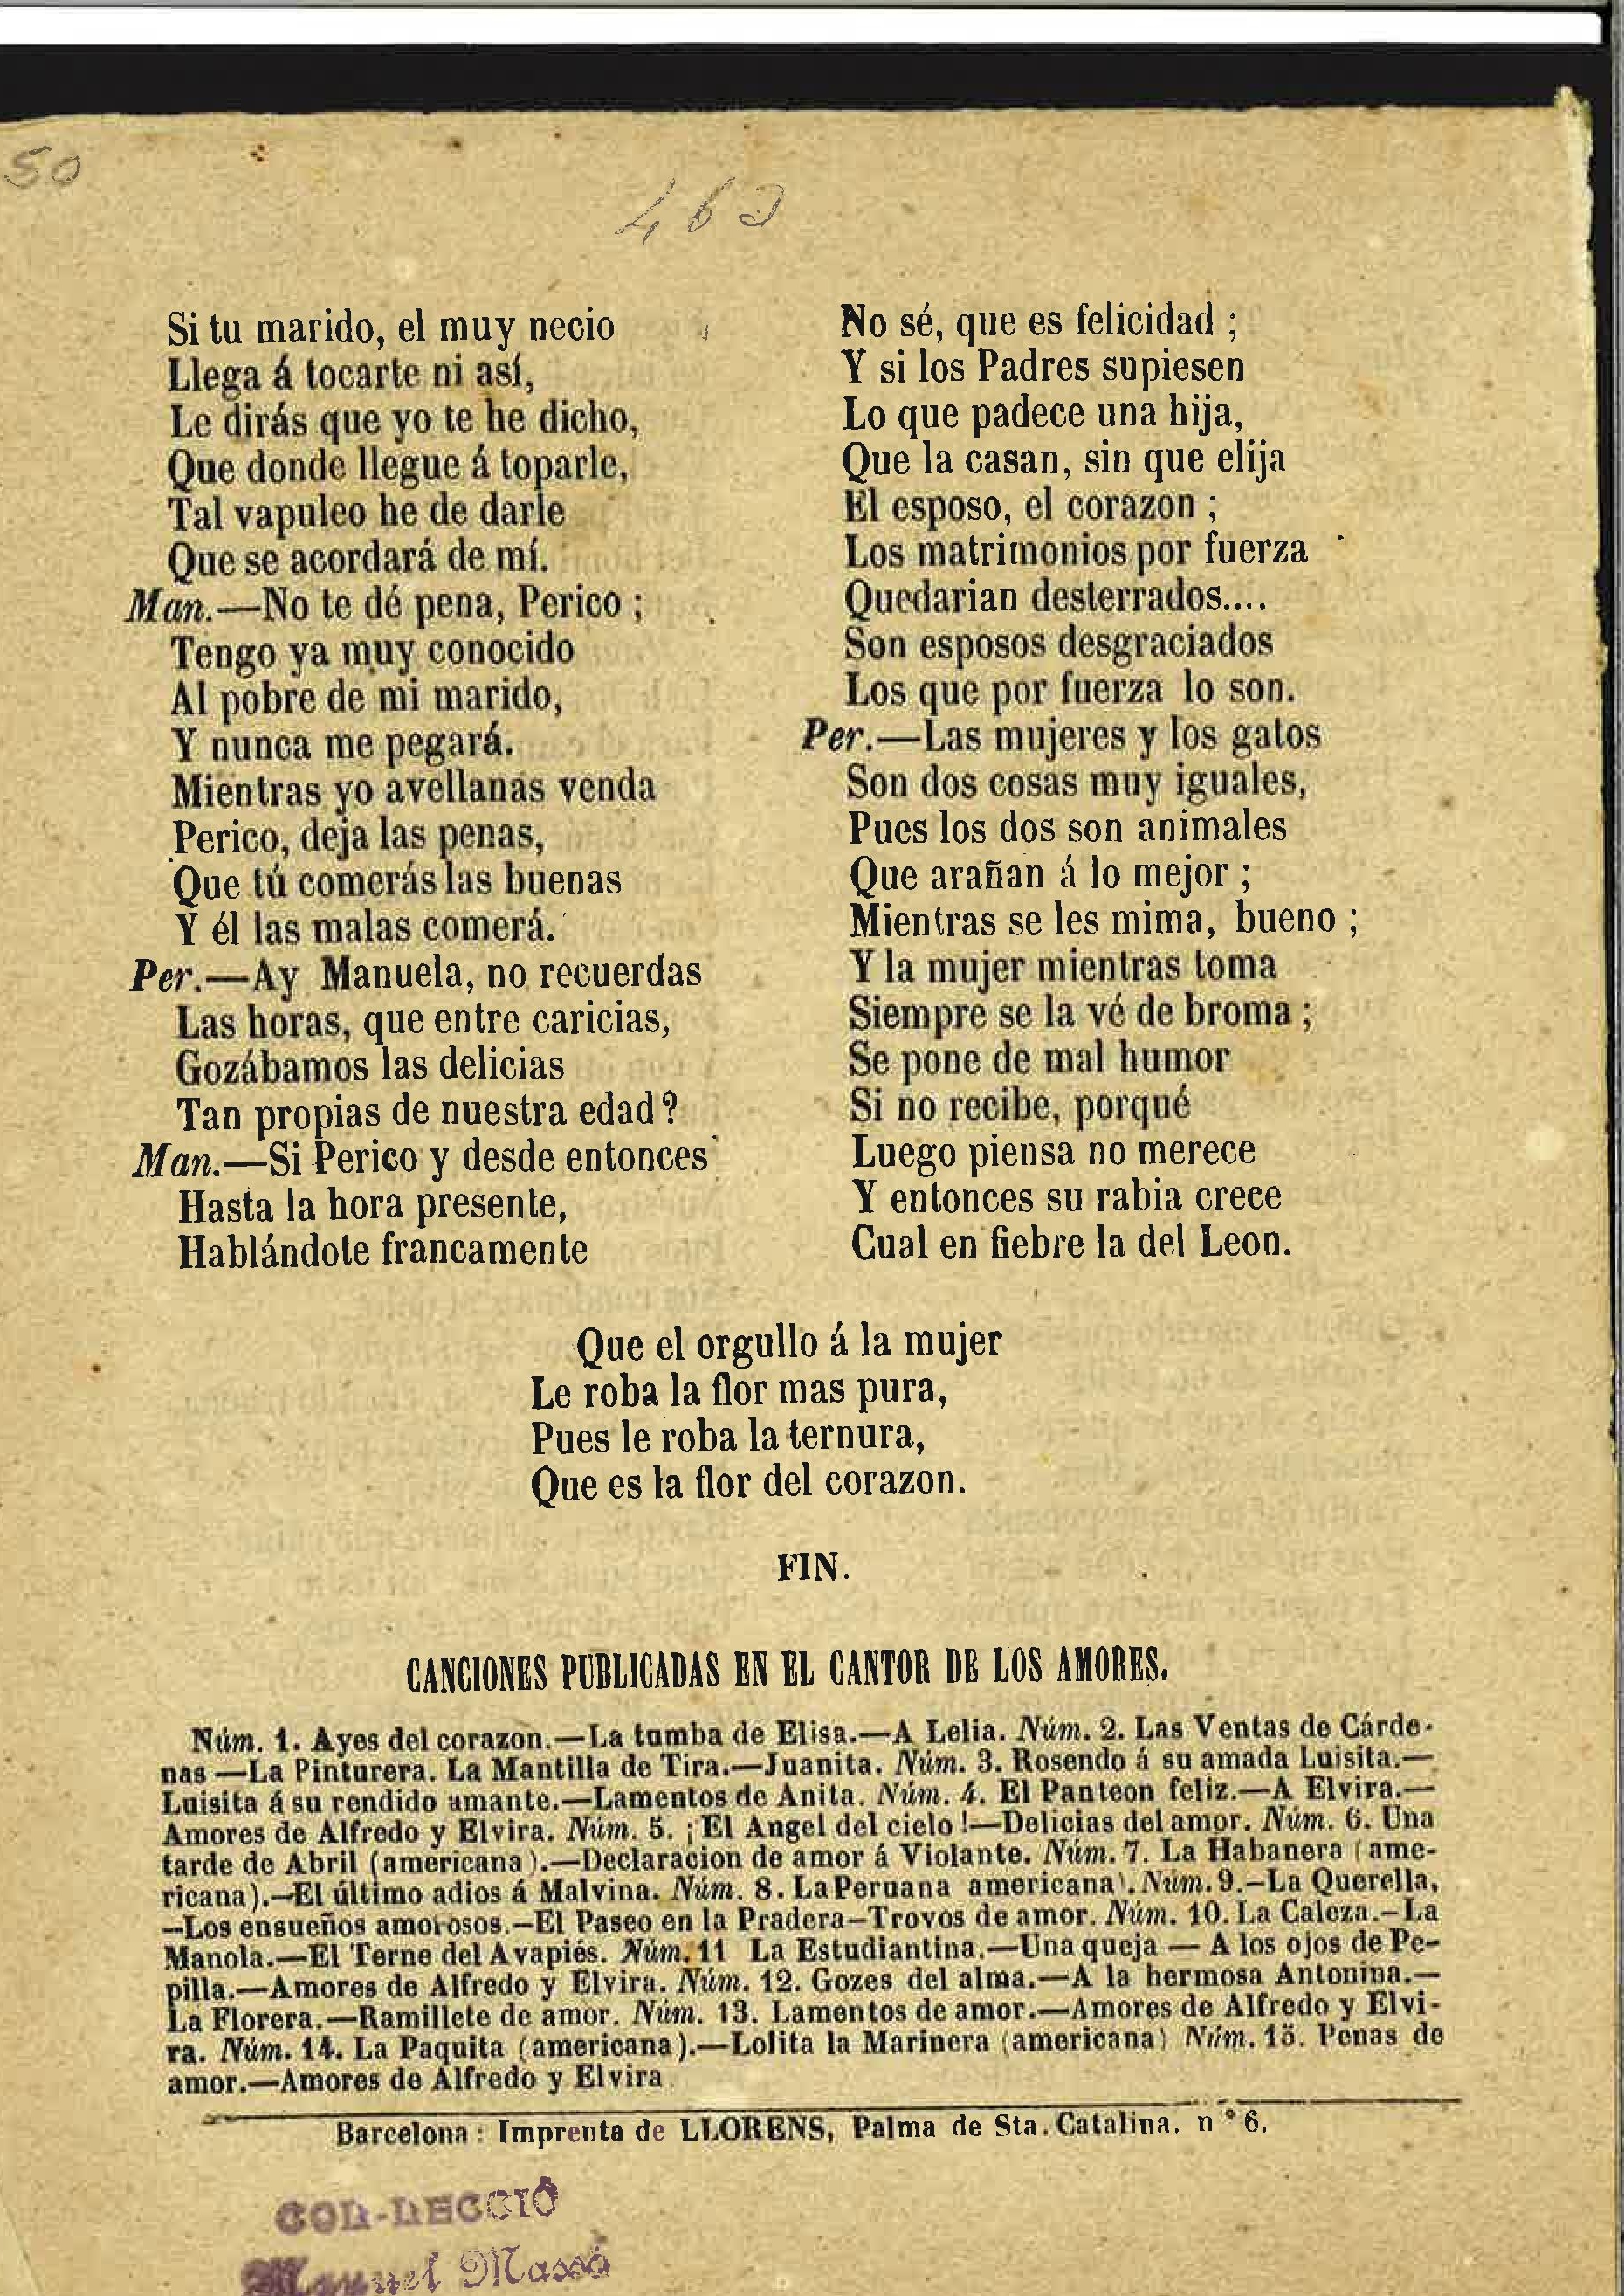 50
463
Si tu marido, el muy necio
Llega á tocarte ni así,
Le dirás que yo te he dicho,
Que donde llegue á toparle,
Tal vapuleo he de darle
Que se acordará de mí.
Man.—No te dé pena, Perico ;
Tengo ya muy conocido
Al pobre de mi marido,
Y nunca me pegará.
Mientras yo avellanas venda
Perico, deja las penas,
Que tú comerás las buenas
Y él las malas comerá.
Per.—Ay Manuela, no recuerdas
Las horas, que entre caricias,
Gozábamos las delicias
Tan propias de nuestra edad?
Man.—Si Perico y desde entonces
Hasta la hora presente,
Hablándote francamente
No sé, que es felicidad ;
Y si los Padres supiesen
Lo que padece una hija,
Que la casan, sin que elija
El esposo, el corazon ;
Los matrimonios por fuerza
Quedarian desterrados....
Son esposos desgraciados
Los que por fuerza lo son.
Per.—Las mujeres y los gatos
Son dos cosas muy iguales,
Pues los dos son animales
Que arañan á lo mejor ;
Mientras se les mima, bueno ;
Y la mujer mientras toma
Siempre se la vé de broma ;
Se pone de mal humor
Si no recibe, porqué
Luego piensa no merece
Y entonces su rabia crece
Cual en fiebre la del Leon.
Que el orgullo á la mujer
Le roba la flor mas pura,
Pues le roba la ternura,
Que es la flor del corazon.
FIN.
CANCIONES PUBLICADAS EN EL CANTOR DE LOS AMORES.
Núm. 1. Ayes del corazon.—La tumba de Elisa.—A Lelia. Núm. 2. Las Ventas de Cárde-
nas —La Pinturera. La Mantilla de Tira.—Juanita. Núm. 3. Rosendo á su amada Luisita.—
Luisita á su rendido amante.—Lamentos de Anita. Núm. 4. El Panteon feliz.—A Elvira.—
Amores de Alfredo y Elvira. Núm. 5. ¡El Angel del cielo!—Delicias del amor. Núm. 6. Una
tarde de Abril (americana).—Declaracion de amor á Violante. Núm. 7. La Habanera (ame-
ricana).—El último adios á Malvina. Núm. 8. La Peruana americana). Núm. 9.—La Querella.
—Los ensueños amorosos.—El Paseo en la Pradera—Trovos de amor. Núm. 10. La Caleza.—La
Manola.—El Terne del Avapiés. Núm. 11 La Estudiantina.—Una queja — A los ojos de Pe-
pilla.—Amores de Alfredo y Elvira. Núm. 12. Gozes del alma.—A la hermosa Antonina.—
La Florera.—Ramillete de amor. Núm. 13. Lamentos de amor.—Amores de Alfredo y Elvi-
ra. Núm. 14. La Paquita (americana).—Lolita la Marinera (americana) Núm. 15. Penas de
amor.—Amores de Alfredo y Elvira
Barcelona : Imprenta de LLORENS, Palma de Sta. Catalina. n.° 6.
COL-LECCIÓ
Manuel Massó